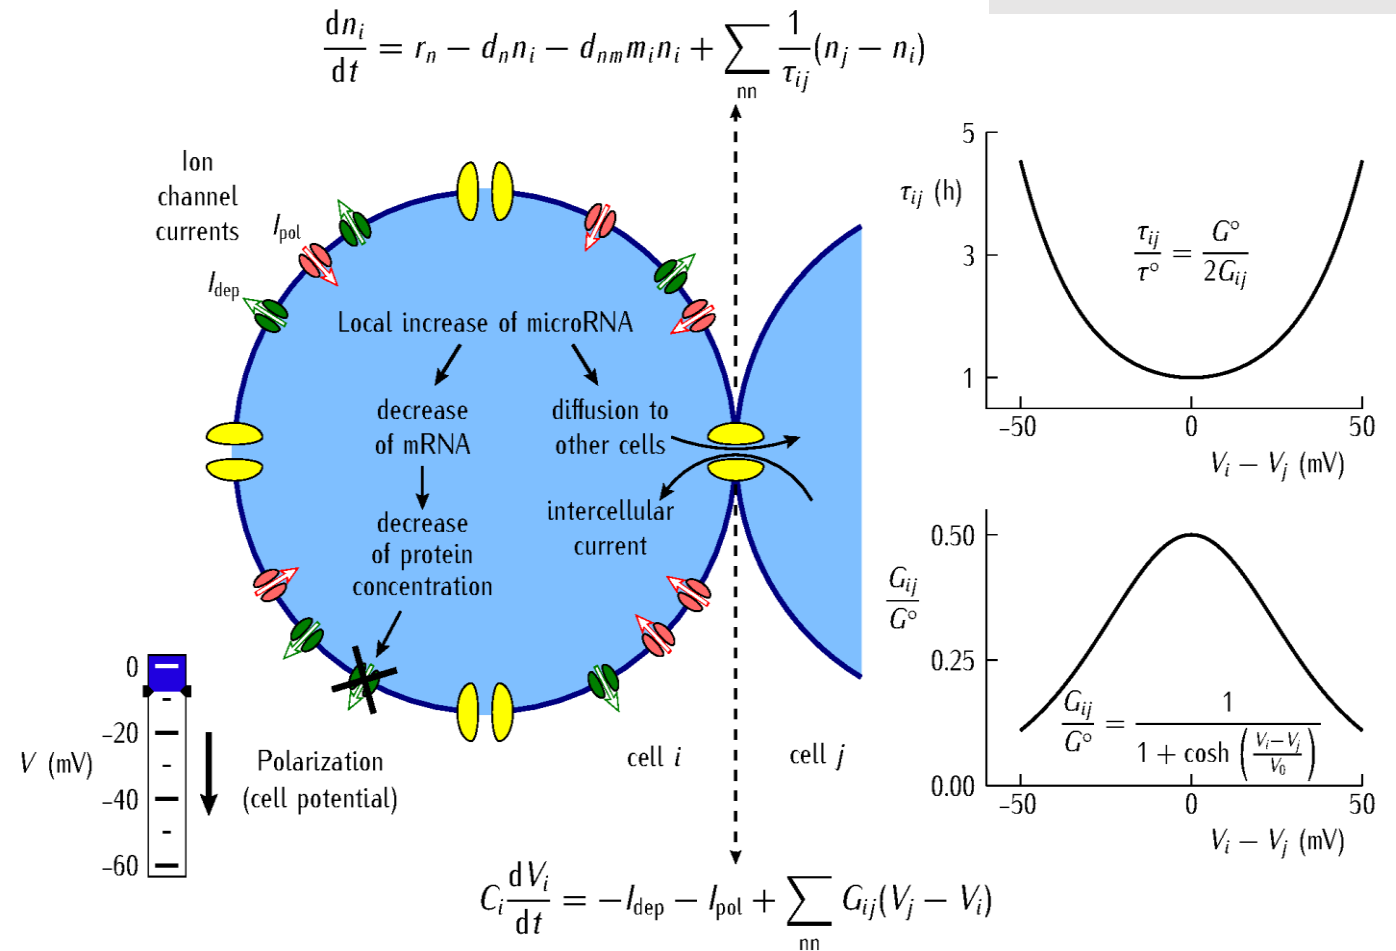 dn_i/dt = r_n − d_n n_i − d_nm m_i n_i + ∑_nn 1/τ_ij (n_j − n_i)
Ion
channel
currents
I_pol
I_dep
Local increase of microRNA
decrease
of mRNA
diffusion to
other cells
decrease
of protein
concentration
intercellular
current
cell i
cell j
0
−20
−40
−60
V (mV)
Polarization
(cell potential)
5
3
1
τ_ij (h)
τ_ij/τ° = G°/2G_ij
−50 0 50
V_i − V_j (mV)
0.50
0.25
0.00
G_ij/G°
G_ij/G° = 1/(1 + cosh((V_i−V_j)/V_0))
−50 0 50
V_i − V_j (mV)
C_i dV_i/dt = −I_dep − I_pol + ∑_nn G_ij(V_j − V_i)